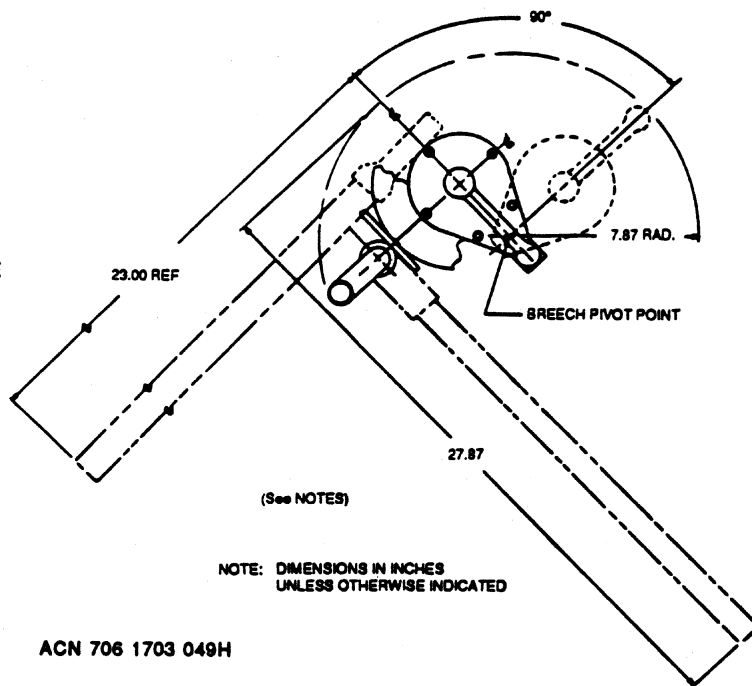 90°
7.87 RAD.
23.00 REF
BREECH PIVOT POINT
27.87
(See NOTES)
NOTE: DIMENSIONS IN INCHES
UNLESS OTHERWISE INDICATED
ACN 706 1703 049H